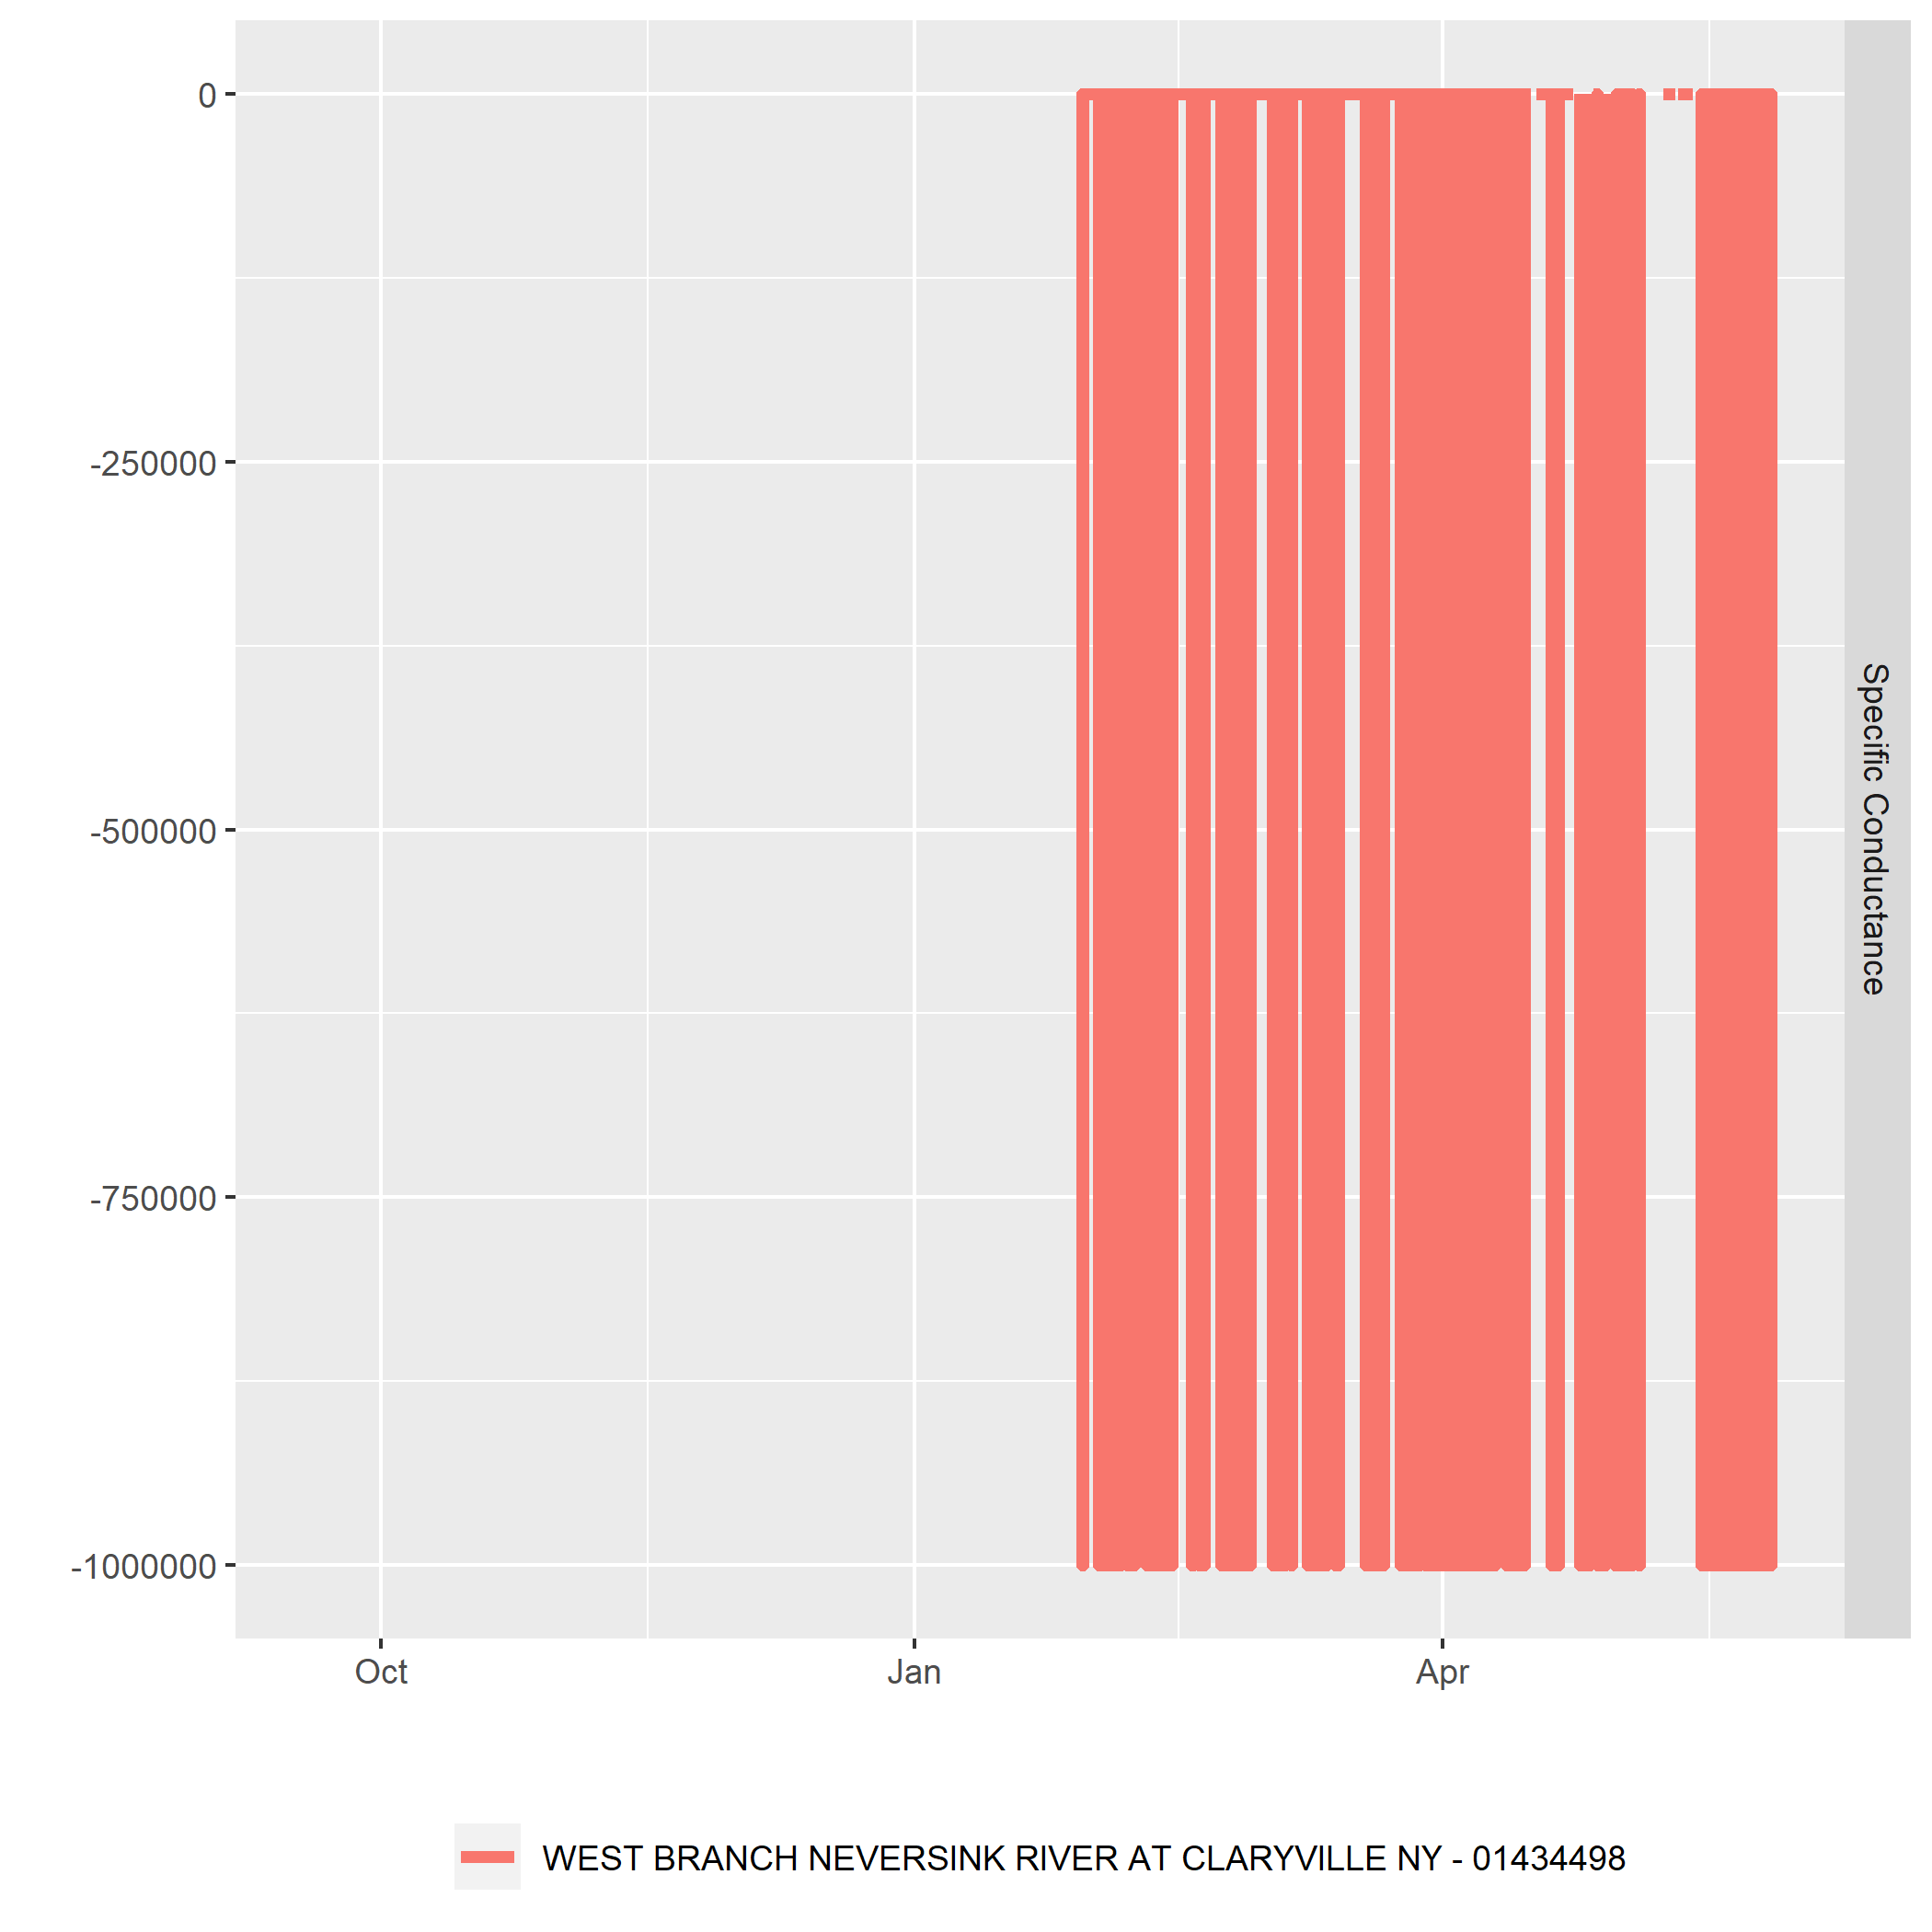 0
-250000
-500000
-750000
-1000000
Specific Conductance
Oct Jan Apr
WEST BRANCH NEVERSINK RIVER AT CLARYVILLE NY - 01434498